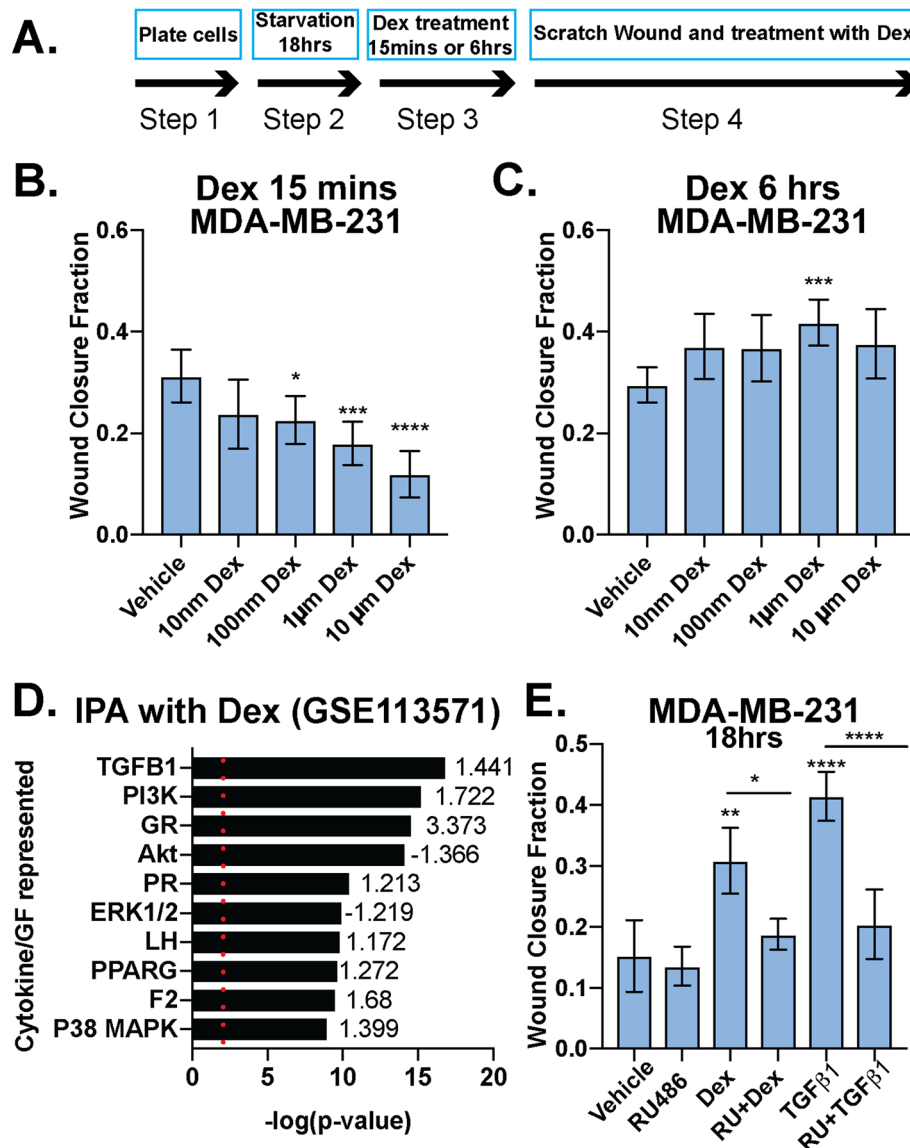 A.
Plate cells
Starvation
18hrs
Dex treatment
15mins or 6hrs
Scratch Wound and treatment with Dex
Step 1
Step 2
Step 3
Step 4
B.
Dex 15 mins
MDA-MB-231
Wound Closure Fraction
0.6
0.4
0.2
0.0
*
***
****
Vehicle
10nm Dex
100nm Dex
1µm Dex
10 µm Dex
C.
Dex 6 hrs
MDA-MB-231
Wound Closure Fraction
0.6
0.4
0.2
0.0
***
Vehicle
10nm Dex
100nm Dex
1µm Dex
10 µm Dex
D.
IPA with Dex (GSE113571)
Cytokine/GF represented
TGFB1 1.441
PI3K 1.722
GR 3.373
Akt -1.366
PR 1.213
ERK1/2 -1.219
LH 1.172
PPARG 1.272
F2 1.68
P38 MAPK 1.399
0 5 10 15 20
-log(p-value)
E.
MDA-MB-231
18hrs
Wound Closure Fraction
0.5
0.4
0.3
0.2
0.1
0.0
**
*
****
****
Vehicle
RU486
Dex
RU+Dex
TGFβ1
RU+TGFβ1